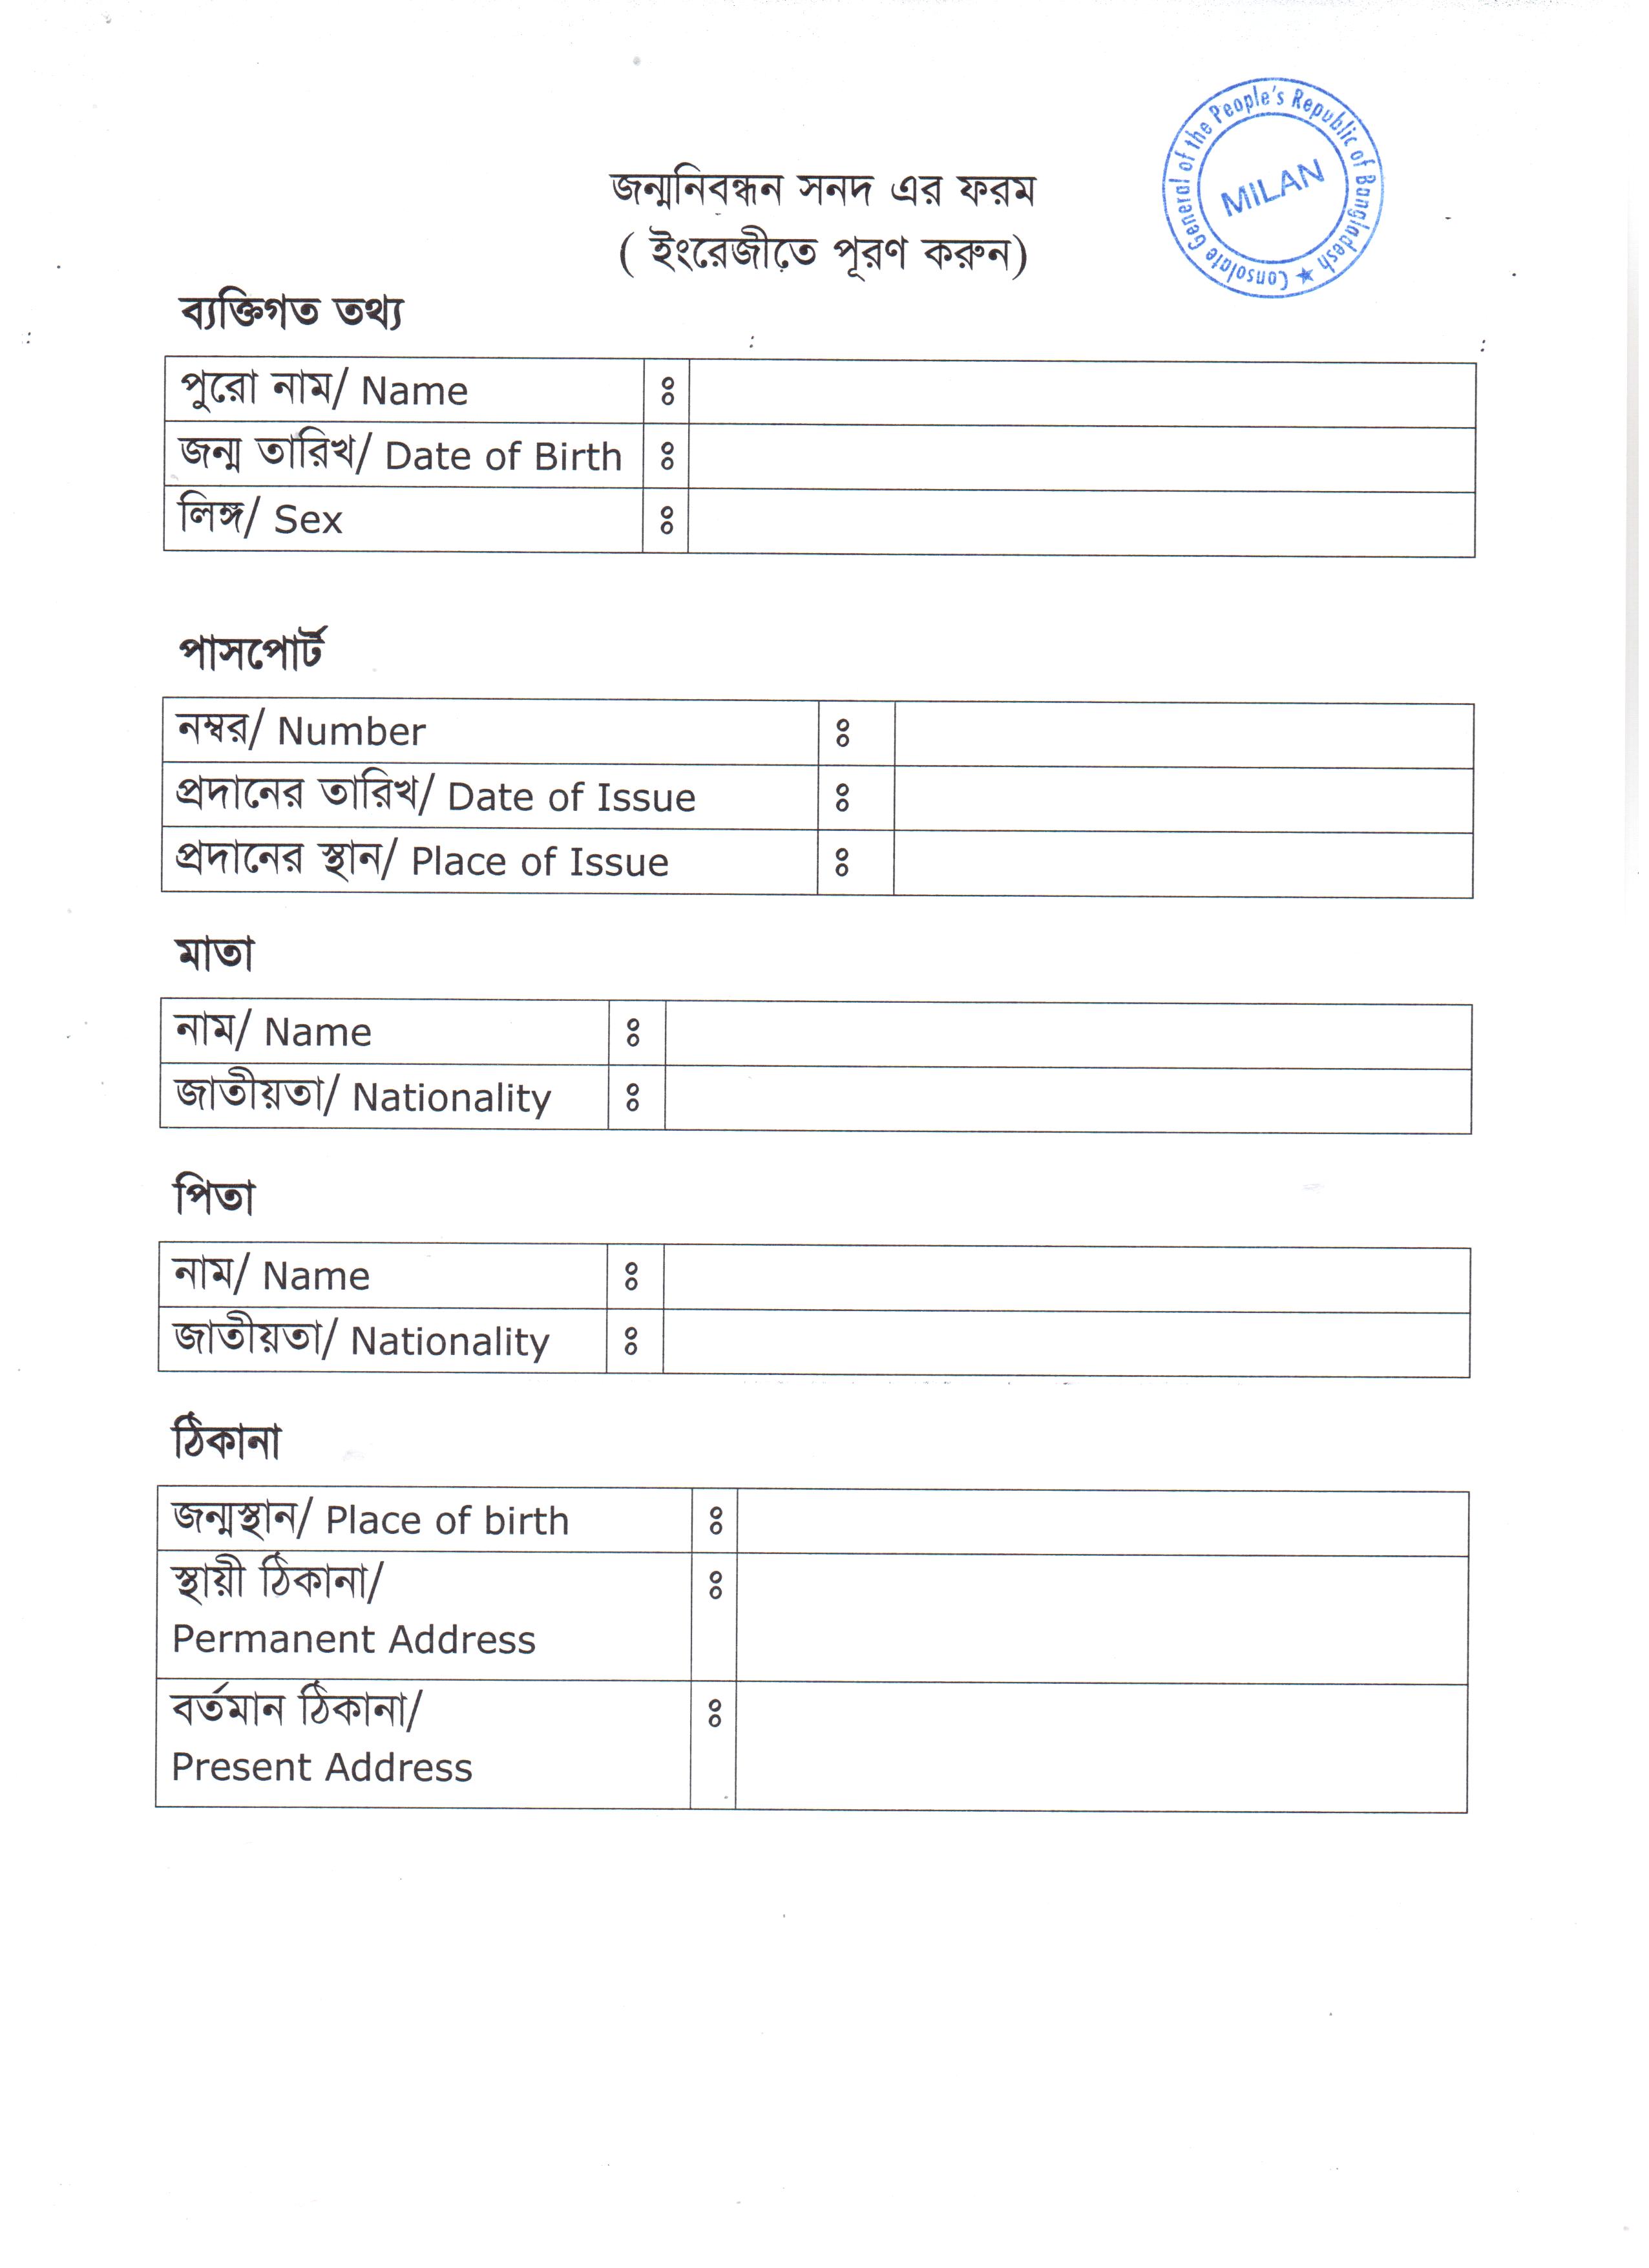 Consolate General of the People's Republic of Bangladesh ★
MILAN
জন্মনিবন্ধন সনদ এর ফরম
( ইংরেজীতে পূরণ করুন)
ব্যক্তিগত তথ্য
পুরো নাম/ Name ঃ
জন্ম তারিখ/ Date of Birth ঃ
লিঙ্গ/ Sex ঃ
পাসপোর্ট
নম্বর/ Number ঃ
প্রদানের তারিখ/ Date of Issue ঃ
প্রদানের স্থান/ Place of Issue ঃ
মাতা
নাম/ Name ঃ
জাতীয়তা/ Nationality ঃ
পিতা
নাম/ Name ঃ
জাতীয়তা/ Nationality ঃ
ঠিকানা
জন্মস্থান/ Place of birth ঃ
স্থায়ী ঠিকানা/ ঃ
Permanent Address
বর্তমান ঠিকানা/ ঃ
Present Address